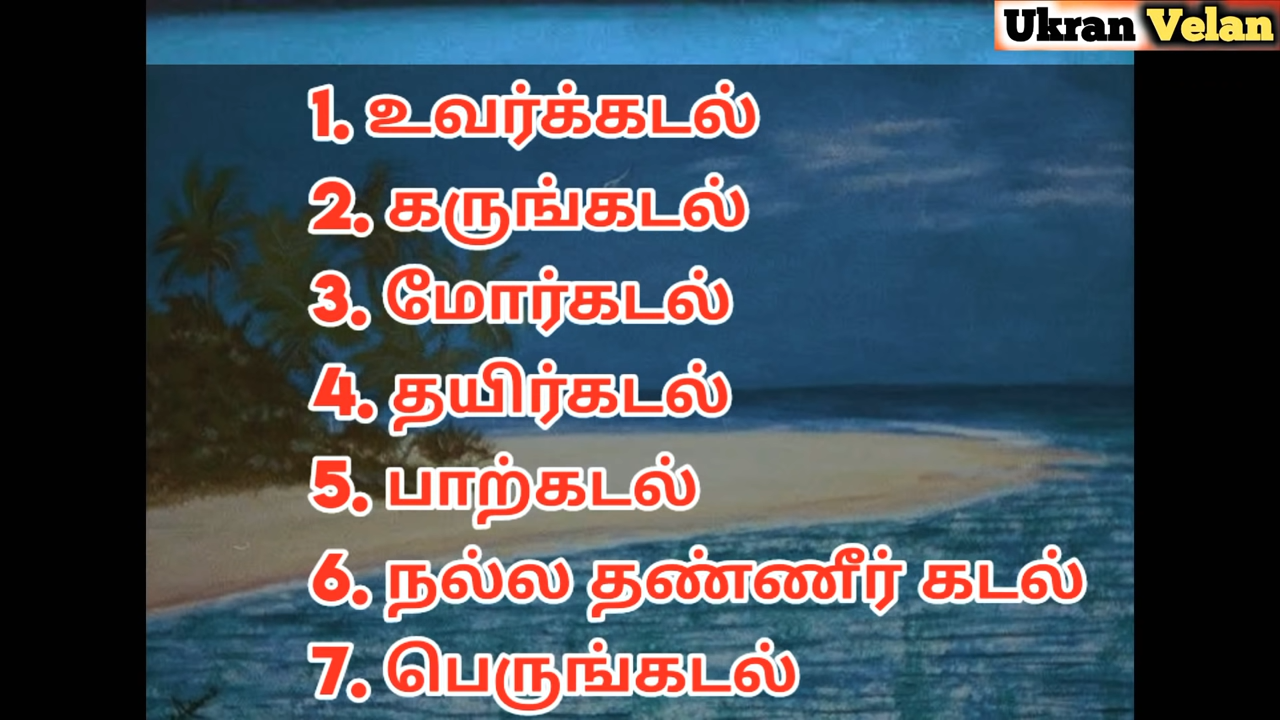 Ukran Velan
1. உவர்க்கடல்
2. கருங்கடல்
3. மோர்கடல்
4. தயிர்கடல்
5. பாற்கடல்
6. நல்ல தண்ணீர் கடல்
7. பெருங்கடல்